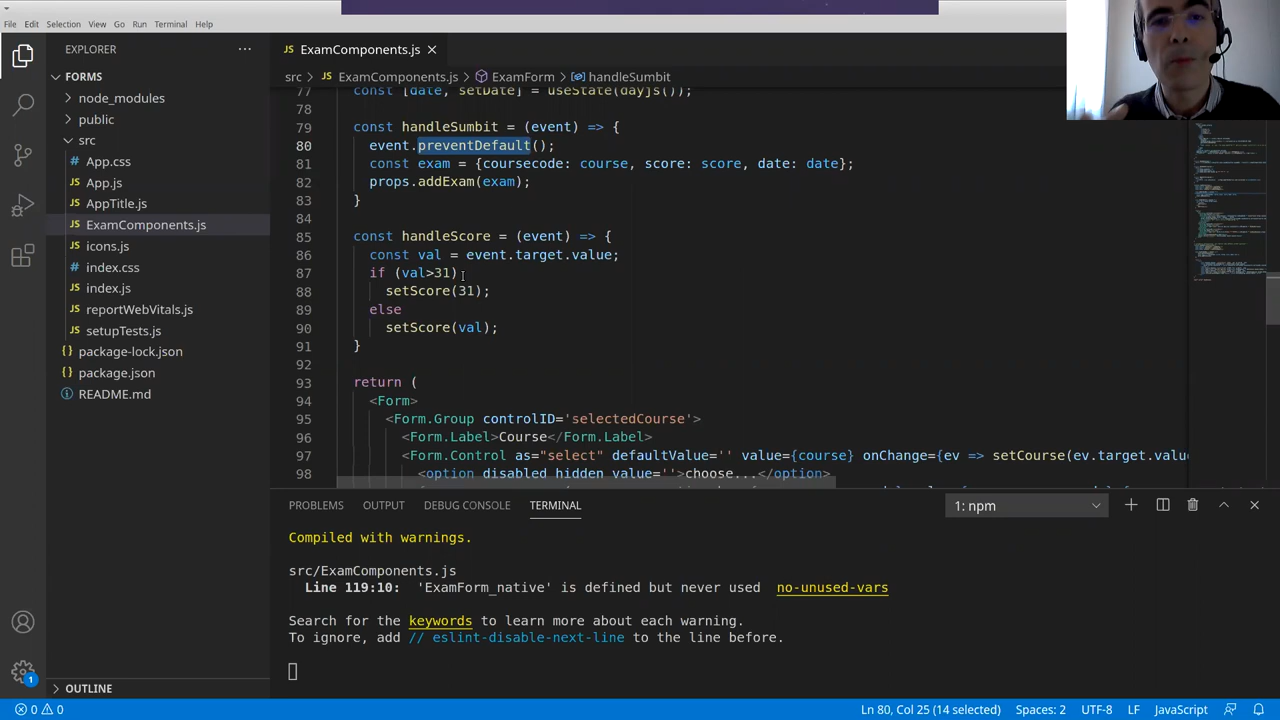 File Edit Selection View Go Run Terminal Help
EXPLORER ···
JS ExamComponents.js ×
FORMS
src > JS ExamComponents.js > ExamForm > handleSumbit
node_modules
public
src
JS App.css
JS App.js
JS AppTitle.js
JS ExamComponents.js
JS icons.js
JS index.css
JS index.js
JS reportWebVitals.js
JS setupTests.js
{} package-lock.json
{} package.json
README.md
OUTLINE
77 const [date, setDate] = useState(dayjs());
78
79 const handleSumbit = (event) => {
80 event.preventDefault();
81 const exam = {coursecode: course, score: score, date: date};
82 props.addExam(exam);
83 }
84
85 const handleScore = (event) => {
86 const val = event.target.value;
87 if (val>31)
88 setScore(31);
89 else
90 setScore(val);
91 }
92
93 return (
94 <Form>
95 <Form.Group controlID='selectedCourse'>
96 <Form.Label>Course</Form.Label>
97 <Form.Control as="select" defaultValue='' value={course} onChange={ev => setCourse(ev.target.value
98 <option disabled hidden value=''>choose...</option>
PROBLEMS OUTPUT DEBUG CONSOLE TERMINAL 1: npm
Compiled with warnings.
src/ExamComponents.js
Line 119:10: 'ExamForm_native' is defined but never used no-unused-vars
Search for the keywords to learn more about each warning.
To ignore, add // eslint-disable-next-line to the line before.
1
0 0 Ln 80, Col 25 (14 selected) Spaces: 2 UTF-8 LF JavaScript